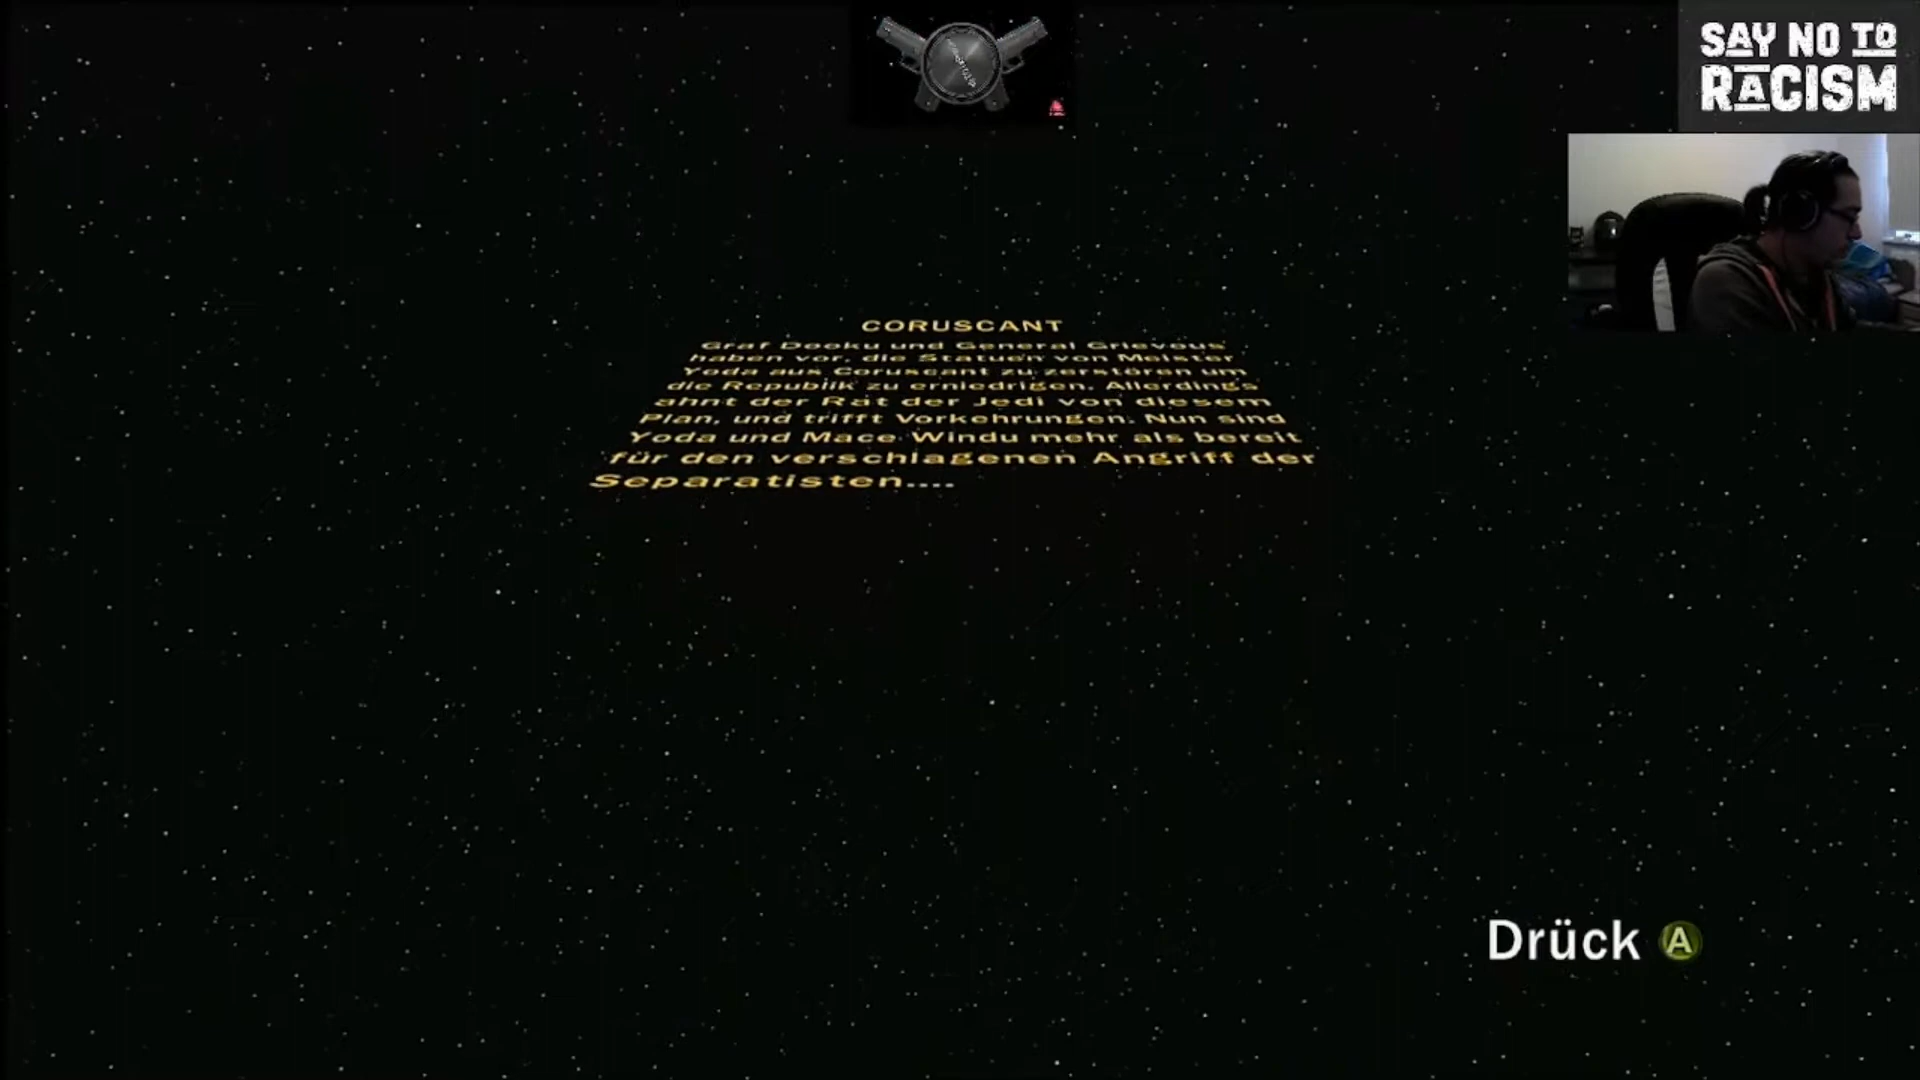 SAY NO TO
RACISM
CORUSCANT
Graf Dooku und General Grievous
haben vor, die Statuen von Meister
Yoda aus Coruscant zu zerstören um
die Republik zu erniedrigen. Allerdings
ahnt der Rat der Jedi von diesem
Plan, und trifft Vorkehrungen. Nun sind
Yoda und Mace Windu mehr als bereit
für den verschlagenen Angriff der
Separatisten....
Drück A